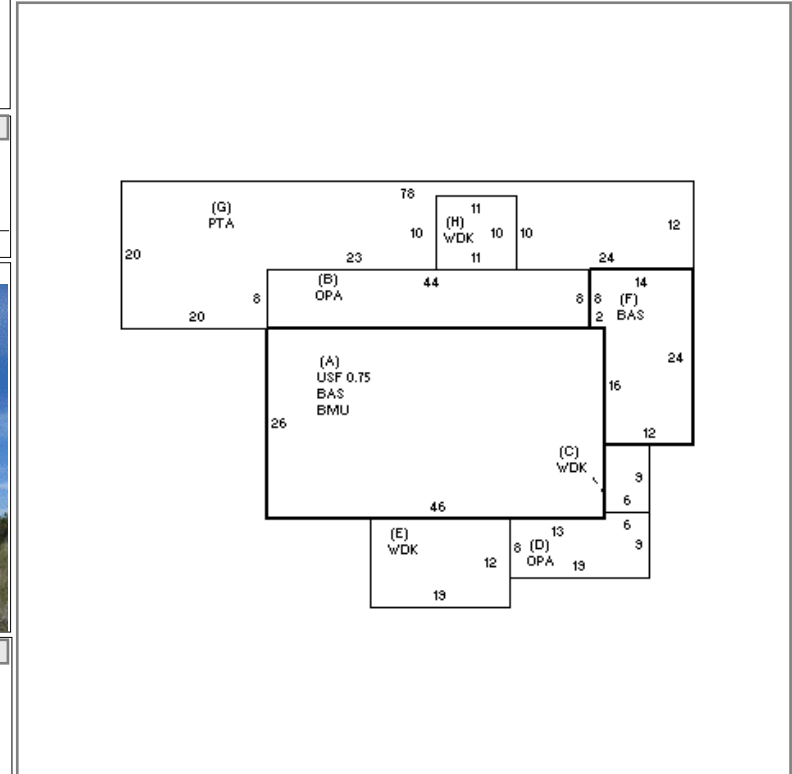 78
(G)
PTA
11
(H)
WDK
10
10
10
12
20
23
11
24
(B)
OPA
44
14
8
8
8
(F)
BAS
20
2
(A)
USF 0.75
BAS
BMU
24
16
26
12
(C)
WDK
9
6
46
6
13
(E)
WDK
8
(D)
OPA
9
12
19
19